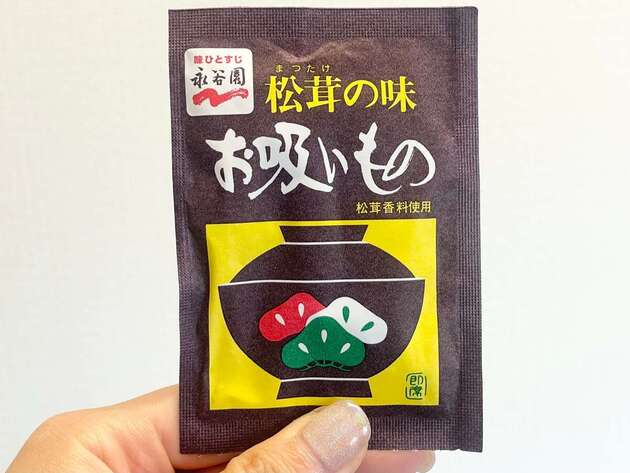 味ひとすじ
永谷園
まつたけ
松茸の味
お吸いもの
松茸香料使用
即席